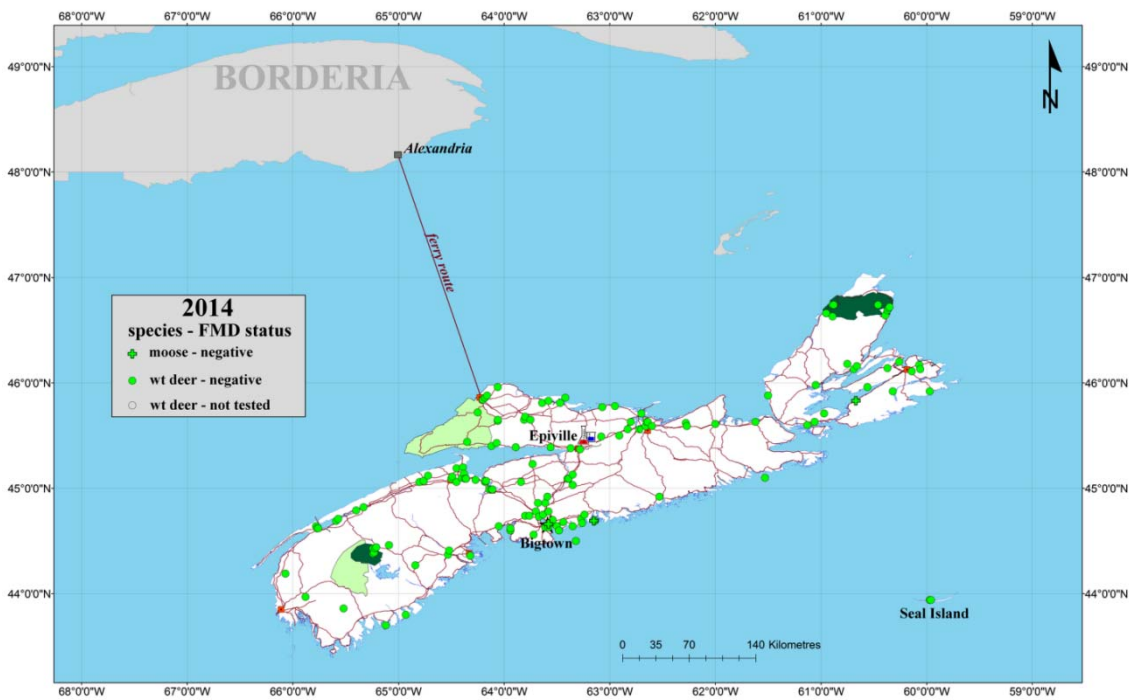 68°0'0"W 67°0'0"W 66°0'0"W 65°0'0"W 64°0'0"W 63°0'0"W 62°0'0"W 61°0'0"W 60°0'0"W 59°0'0"W
49°0'0"N 49°0'0"N
BORDERIA
N
Alexandria
48°0'0"N 48°0'0"N
ferry route
47°0'0"N 47°0'0"N
2014
species - FMD status
moose - negative
wt deer - negative
wt deer - not tested
46°0'0"N 46°0'0"N
Epiville
45°0'0"N 45°0'0"N
Bigtown
44°0'0"N 44°0'0"N
Seal Island
0 35 70 140 Kilometres
68°0'0"W 67°0'0"W 66°0'0"W 65°0'0"W 64°0'0"W 63°0'0"W 62°0'0"W 61°0'0"W 60°0'0"W 59°0'0"W